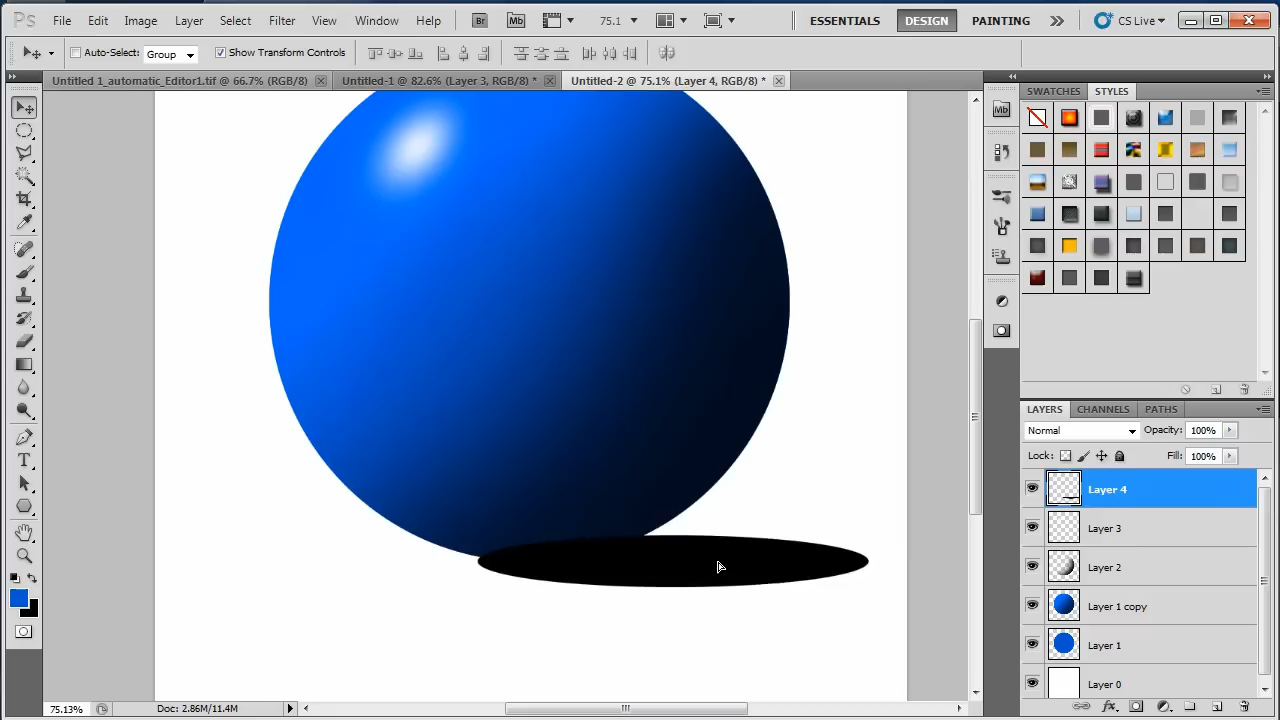 Ps File Edit Image Layer Select Filter View Window Help Br Mb 75.1 ESSENTIALS DESIGN PAINTING CS Live
Auto-Select: Group Show Transform Controls
Untitled 1_automatic_Editor1.tif @ 66.7% (RGB/8) Untitled-1 @ 82.6% (Layer 3, RGB/8) * Untitled-2 @ 75.1% (Layer 4, RGB/8) *
SWATCHES STYLES
Mb
T
LAYERS CHANNELS PATHS
Normal Opacity: 100%
Lock: Fill: 100%
Layer 4
Layer 3
Layer 2
Layer 1 copy
Layer 1
Layer 0
75.13% Doc: 2.86M/11.4M
fx